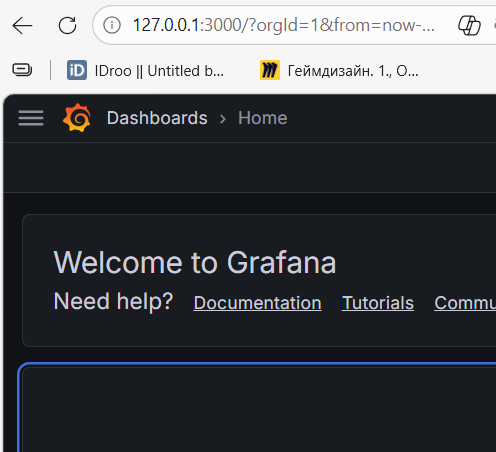 127.0.0.1:3000/?orgId=1&from=now-...
iD IDroo || Untitled b... Геймдизайн. 1., О...
Dashboards › Home
Welcome to Grafana
Need help? Documentation Tutorials Commu